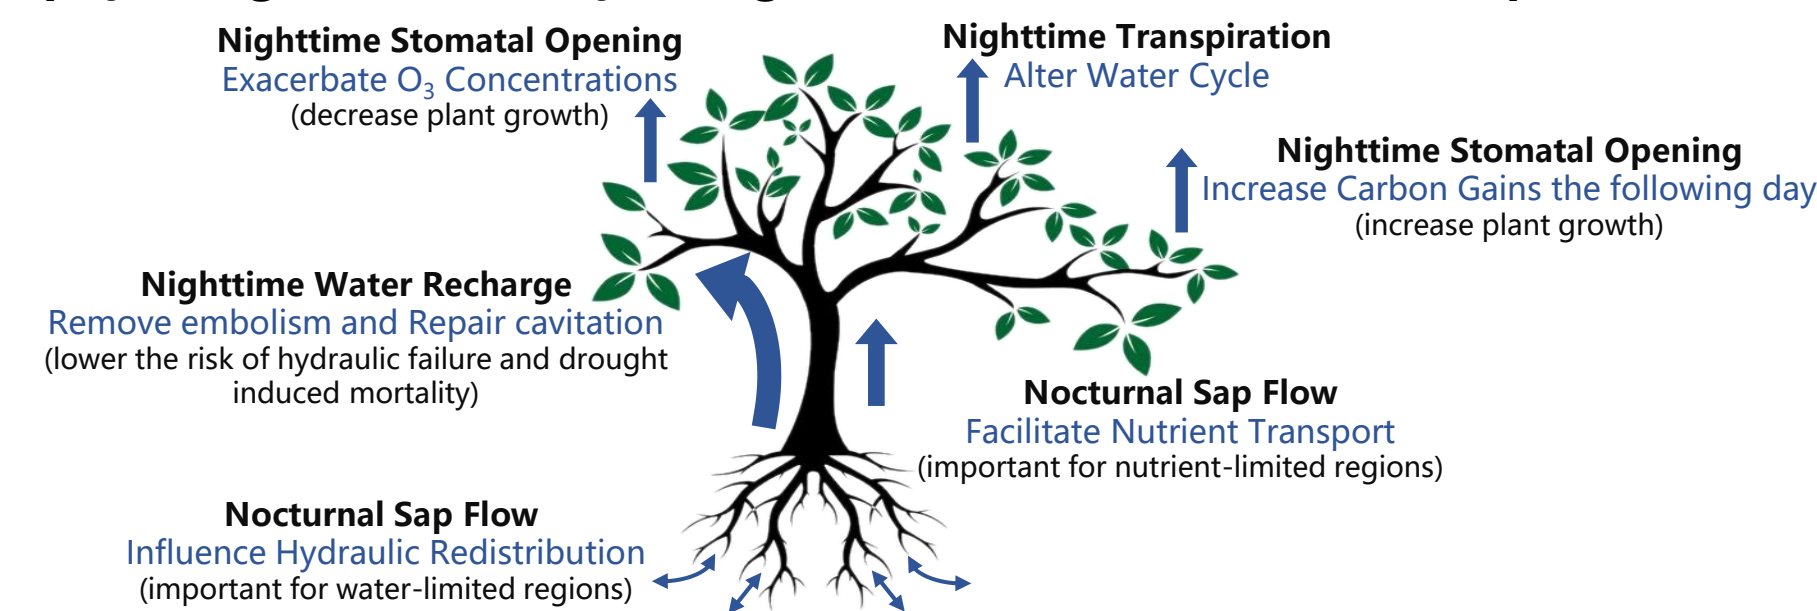 Nighttime Stomatal Opening
Exacerbate O₃ Concentrations
(decrease plant growth)
Nighttime Transpiration
Alter Water Cycle
Nighttime Stomatal Opening
Increase Carbon Gains the following day
(increase plant growth)
Nighttime Water Recharge
Remove embolism and Repair cavitation
(lower the risk of hydraulic failure and drought
induced mortality)
Nocturnal Sap Flow
Facilitate Nutrient Transport
(important for nutrient-limited regions)
Nocturnal Sap Flow
Influence Hydraulic Redistribution
(important for water-limited regions)